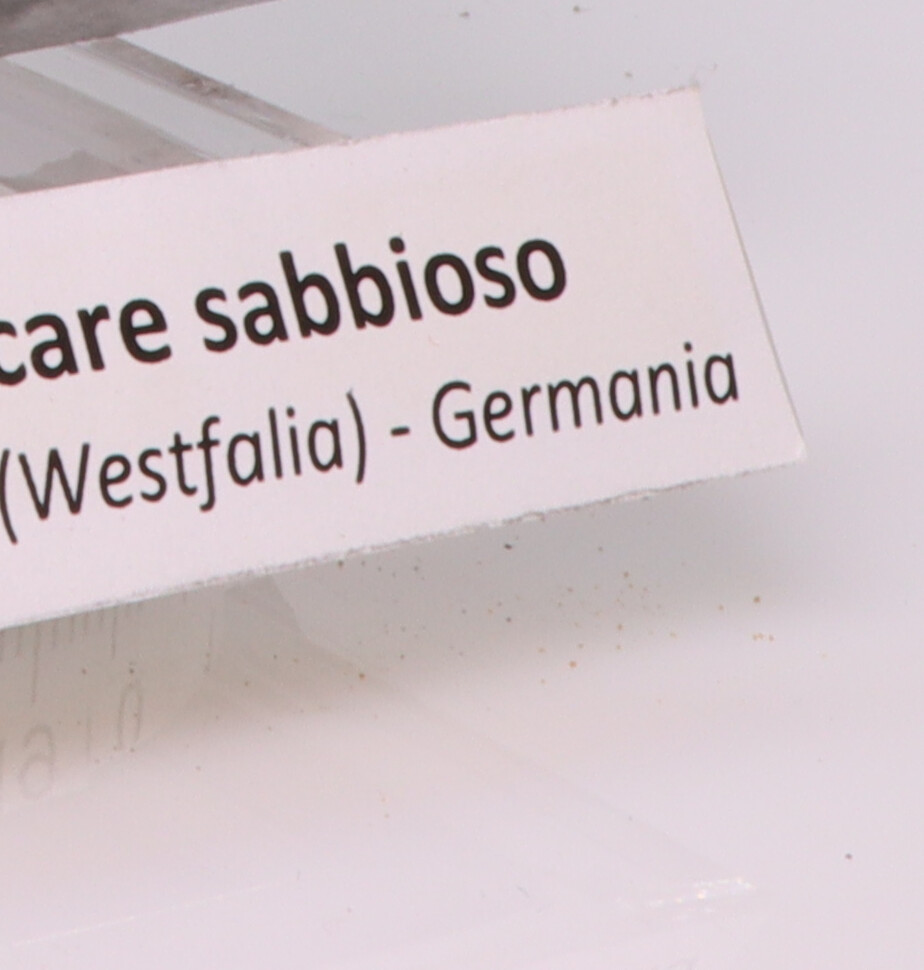 care sabbioso
(Westfalia) - Germania